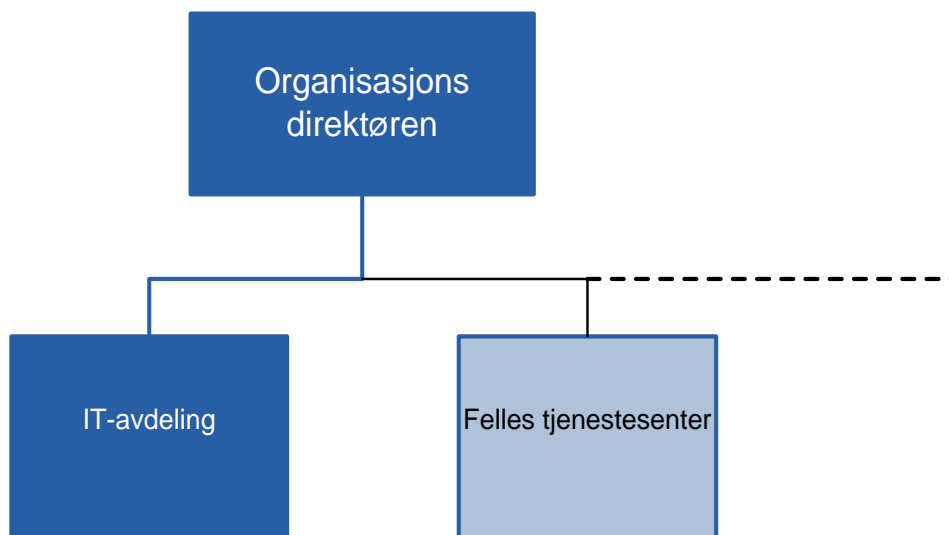 Organisasjons
direktøren
IT-avdeling
Felles tjenestesenter